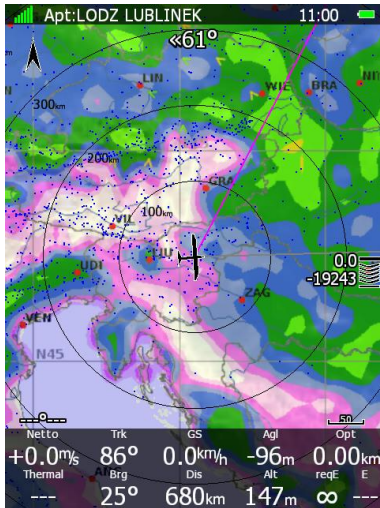 Apt:LODZ LUBLINEK 11:00
«61°
LIN
WIE BRA NIT
300km
200km
GRA
100km
VIL
LJU
UDI
0.0
-19243
ZAG
VEN
N45
---°---
50
Netto Trk GS Agl Opt
+0.0m/s 86° 0.0km/h -96m 0.00km
Thermal Brg Dis Alt reqE E
--- 25° 680km 147m ∞ ---